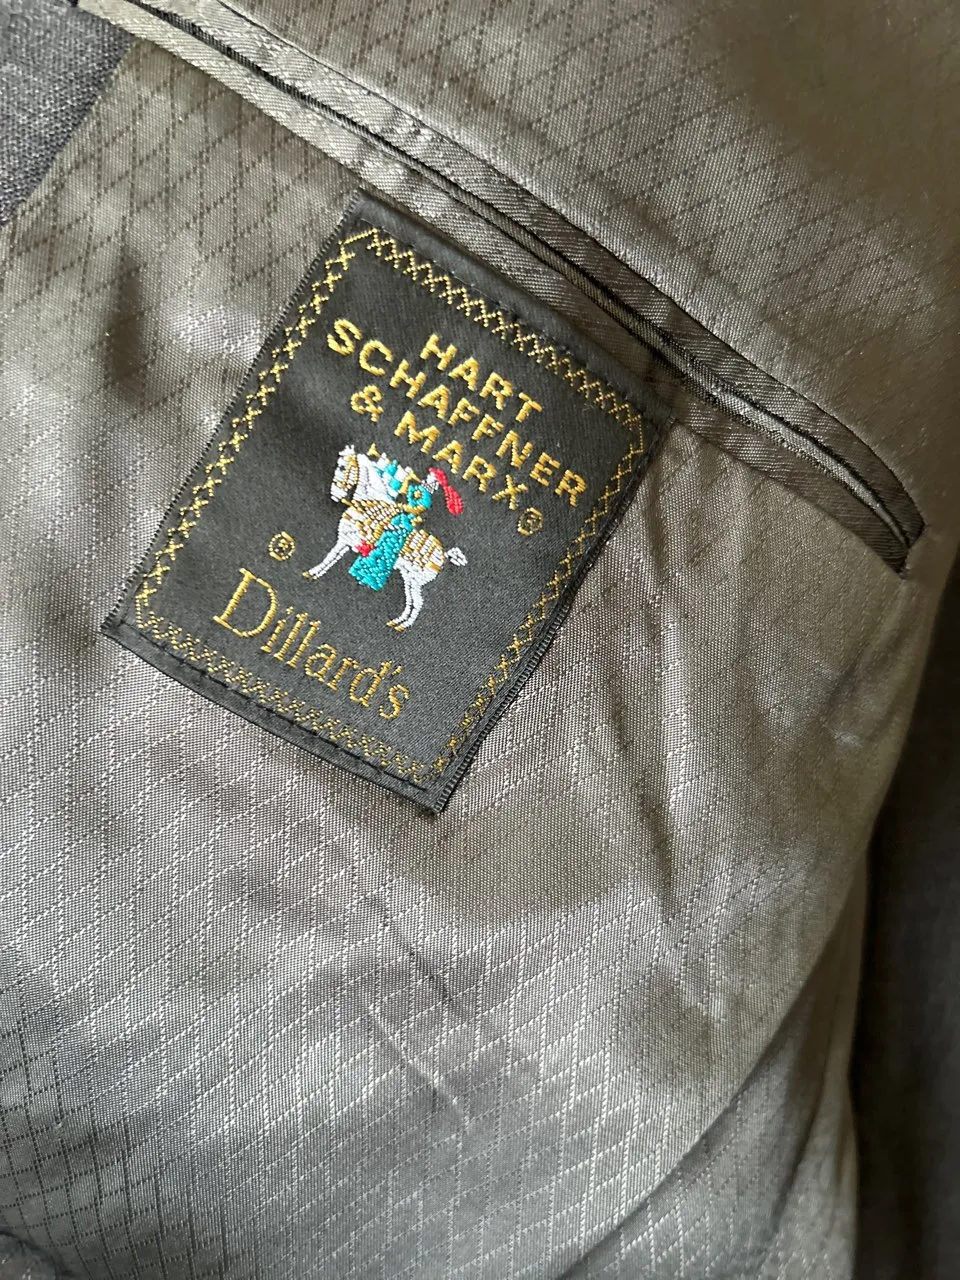 HART
SCHAFFNER
& MARX®
®
Dillard's